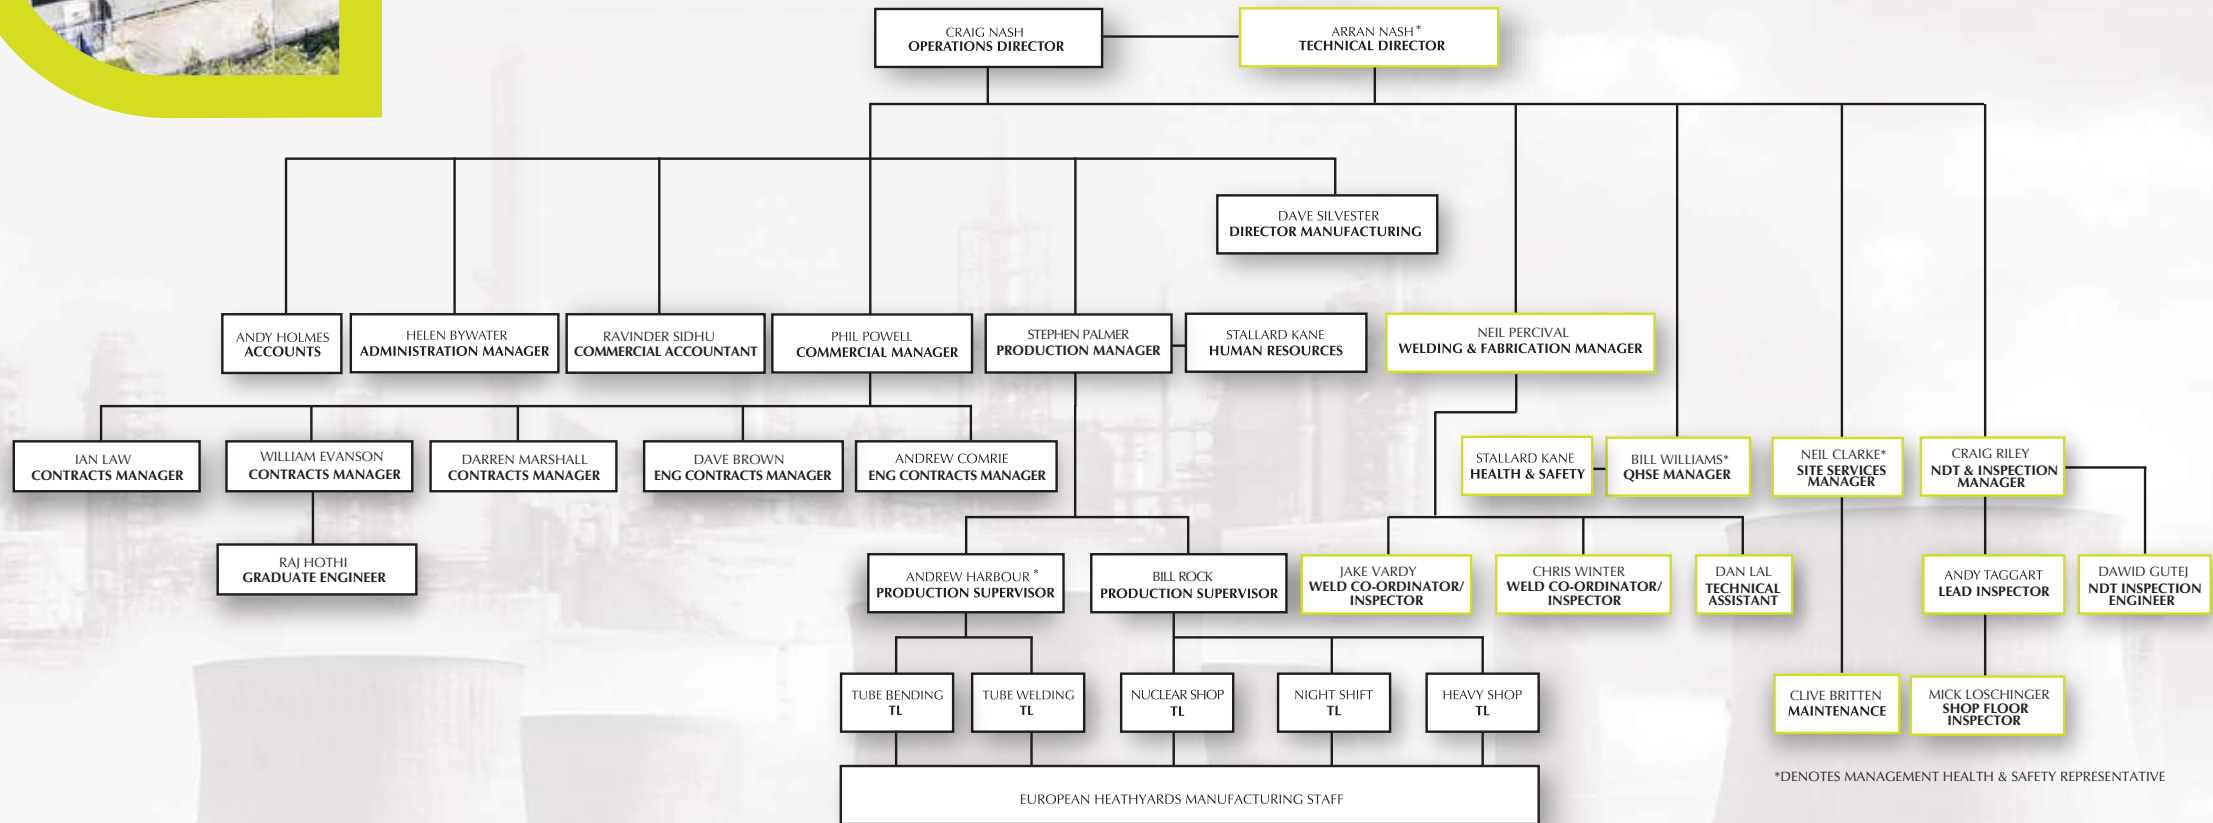 CRAIG NASH
OPERATIONS DIRECTOR
ARRAN NASH*
TECHNICAL DIRECTOR
DAVE SILVESTER
DIRECTOR MANUFACTURING
ANDY HOLMES
ACCOUNTS
HELEN BYWATER
ADMINISTRATION MANAGER
RAVINDER SIDHU
COMMERCIAL ACCOUNTANT
PHIL POWELL
COMMERCIAL MANAGER
STEPHEN PALMER
PRODUCTION MANAGER
STALLARD KANE
HUMAN RESOURCES
NEIL PERCIVAL
WELDING & FABRICATION MANAGER
IAN LAW
CONTRACTS MANAGER
WILLIAM EVANSON
CONTRACTS MANAGER
DARREN MARSHALL
CONTRACTS MANAGER
DAVE BROWN
ENG CONTRACTS MANAGER
ANDREW COMRIE
ENG CONTRACTS MANAGER
STALLARD KANE
HEALTH & SAFETY
BILL WILLIAMS*
QHSE MANAGER
NEIL CLARKE*
SITE SERVICES
MANAGER
CRAIG RILEY
NDT & INSPECTION
MANAGER
RAJ HOTHI
GRADUATE ENGINEER
ANDREW HARBOUR *
PRODUCTION SUPERVISOR
BILL ROCK
PRODUCTION SUPERVISOR
JAKE VARDY
WELD CO-ORDINATOR/
INSPECTOR
CHRIS WINTER
WELD CO-ORDINATOR/
INSPECTOR
DAN LAL
TECHNICAL
ASSISTANT
ANDY TAGGART
LEAD INSPECTOR
DAWID GUTEJ
NDT INSPECTION
ENGINEER
TUBE BENDING
TL
TUBE WELDING
TL
NUCLEAR SHOP
TL
NIGHT SHIFT
TL
HEAVY SHOP
TL
CLIVE BRITTEN
MAINTENANCE
MICK LOSCHINGER
SHOP FLOOR
INSPECTOR
*DENOTES MANAGEMENT HEALTH & SAFETY REPRESENTATIVE
EUROPEAN HEATHYARDS MANUFACTURING STAFF